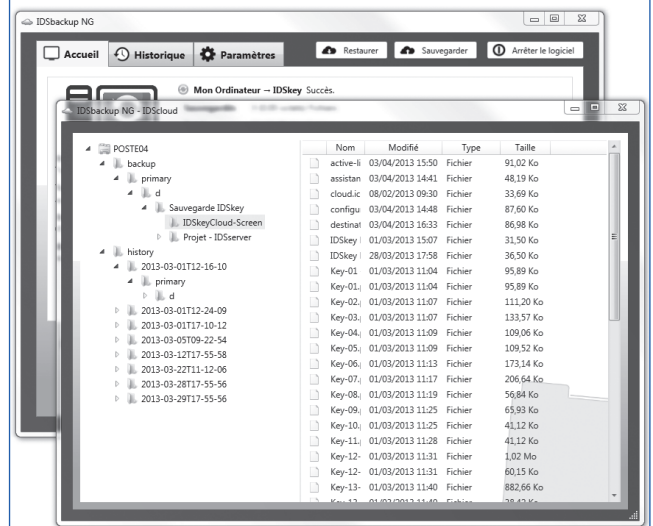 IDSbackup NG
Accueil Historique Paramètres Restaurer Sauvegarder Arrêter le logiciel
Mon Ordinateur → IDSkey Succès.
IDSbackup NG - IDScloud
POSTE04
backup
primary
d
Sauvegarde IDSkey
IDSkeyCloud-Screen
Projet - IDSserver
history
2013-03-01T12-16-10
primary
d
2013-03-01T12-24-09
2013-03-01T17-10-12
2013-03-05T09-22-54
2013-03-12T17-55-58
2013-03-22T11-12-06
2013-03-28T17-55-56
2013-03-29T17-55-56
Nom Modifié Type Taille
active-li 03/04/2013 15:50 Fichier 91,02 Ko
assistan 03/04/2013 14:41 Fichier 48,19 Ko
cloud.ic 08/02/2013 09:30 Fichier 33,69 Ko
configu 03/04/2013 14:48 Fichier 87,60 Ko
destinat 03/04/2013 16:33 Fichier 86,98 Ko
IDSkey 01/03/2013 15:07 Fichier 31,50 Ko
IDSkey 28/03/2013 17:58 Fichier 36,50 Ko
Key-01 01/03/2013 11:04 Fichier 95,89 Ko
Key-01. 01/03/2013 11:04 Fichier 95,89 Ko
Key-02. 01/03/2013 11:07 Fichier 111,20 Ko
Key-03. 01/03/2013 11:07 Fichier 133,57 Ko
Key-04. 01/03/2013 11:09 Fichier 109,06 Ko
Key-05. 01/03/2013 11:09 Fichier 109,52 Ko
Key-06. 01/03/2013 11:13 Fichier 173,14 Ko
Key-07. 01/03/2013 11:17 Fichier 206,64 Ko
Key-08. 01/03/2013 11:19 Fichier 56,84 Ko
Key-09. 01/03/2013 11:25 Fichier 65,93 Ko
Key-10. 01/03/2013 11:25 Fichier 41,12 Ko
Key-11. 01/03/2013 11:28 Fichier 41,12 Ko
Key-12- 01/03/2013 11:31 Fichier 1,02 Mo
Key-12- 01/03/2013 11:31 Fichier 60,15 Ko
Key-13- 01/03/2013 11:40 Fichier 882,66 Ko